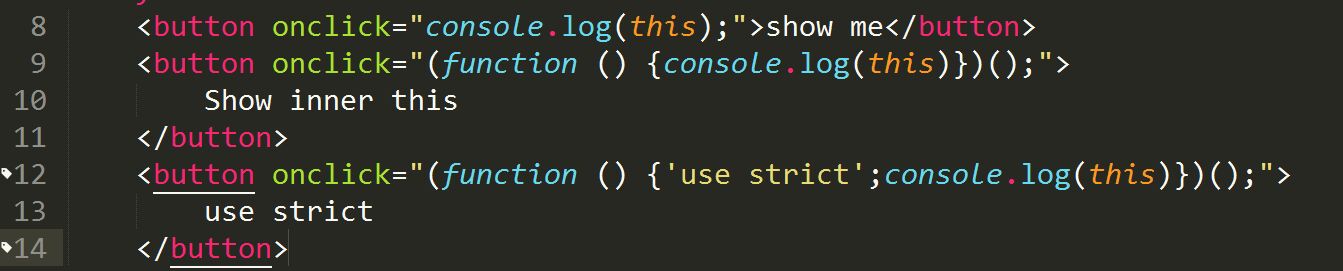 8 <button onclick="console.log(this);">show me</button>
9 <button onclick="(function () {console.log(this)})();">
10 Show inner this
11 </button>
12 <button onclick="(function () {'use strict';console.log(this)})();">
13 use strict
14 </button>